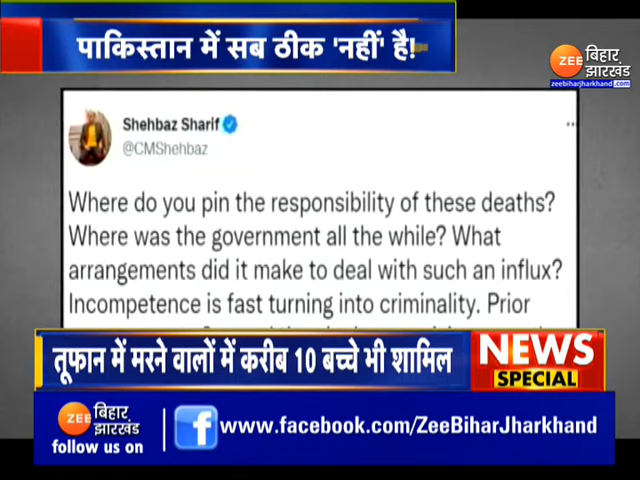 पाकिस्तान में सब ठीक 'नहीं' है!
ZEE बिहार झारखंड
zeebiharjharkhand.com
Shehbaz Sharif
@CMShehbaz
Where do you pin the responsibility of these deaths?
Where was the government all the while? What
arrangements did it make to deal with such an influx?
Incompetence is fast turning into criminality. Prior
तूफान में मरने वालों में करीब 10 बच्चे भी शामिल
NEWS
SPECIAL
ZEE बिहार झारखंड
follow us on
f www.facebook.com/ZeeBiharJharkhand